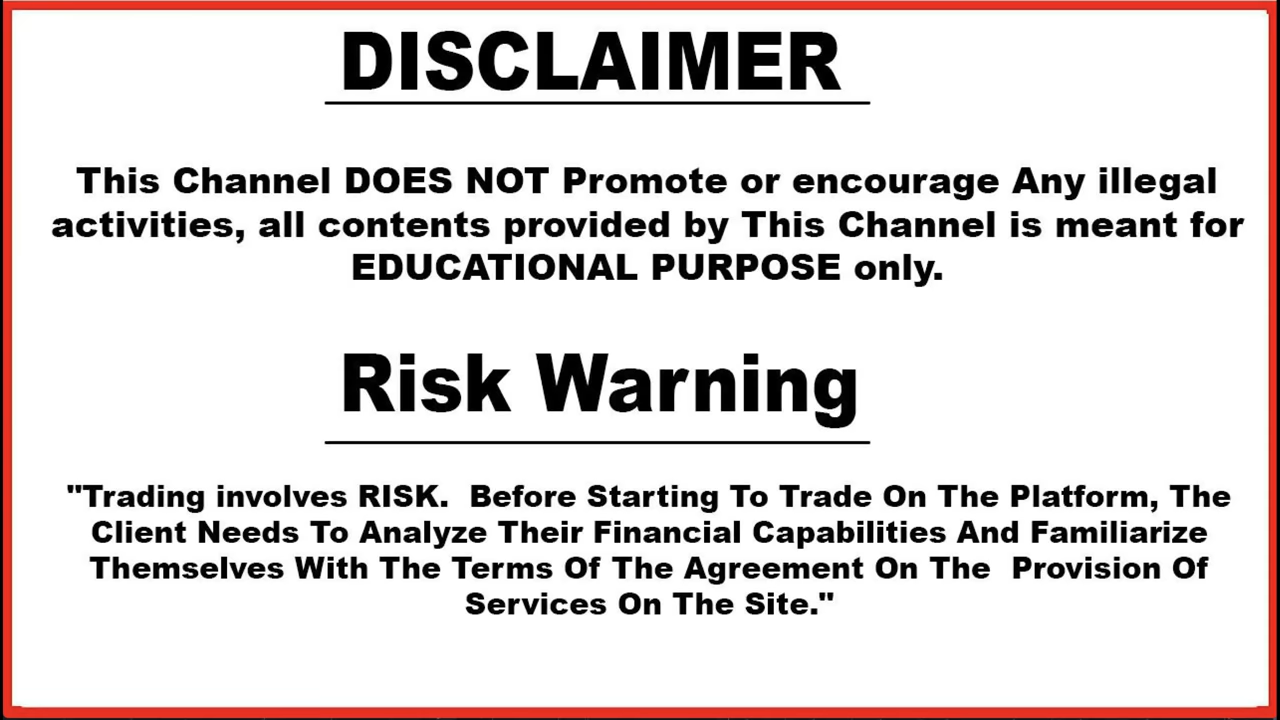 DISCLAIMER
This Channel DOES NOT Promote or encourage Any illegal
activities, all contents provided by This Channel is meant for
EDUCATIONAL PURPOSE only.
Risk Warning
"Trading involves RISK.  Before Starting To Trade On The Platform, The
Client Needs To Analyze Their Financial Capabilities And Familiarize
Themselves With The Terms Of The Agreement On The  Provision Of
Services On The Site."